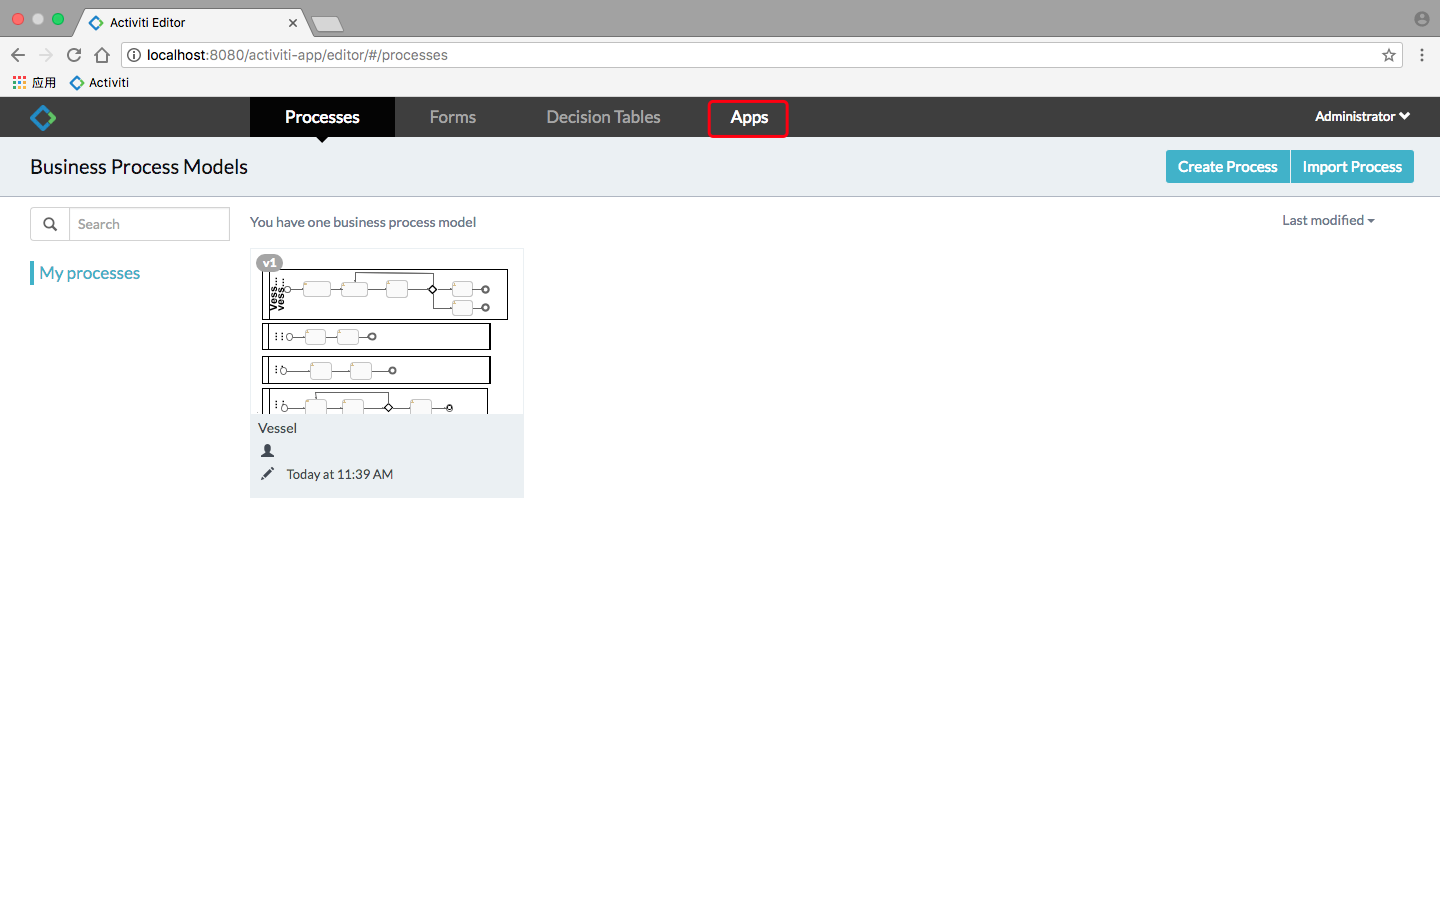 Activiti Editor
localhost:8080/activiti-app/editor/#/processes
应用 Activiti
Processes Forms Decision Tables Apps Administrator
Business Process Models Create Process Import Process
Search You have one business process model Last modified
My processes
v1
Vess...
vess...
Vessel
Today at 11:39 AM